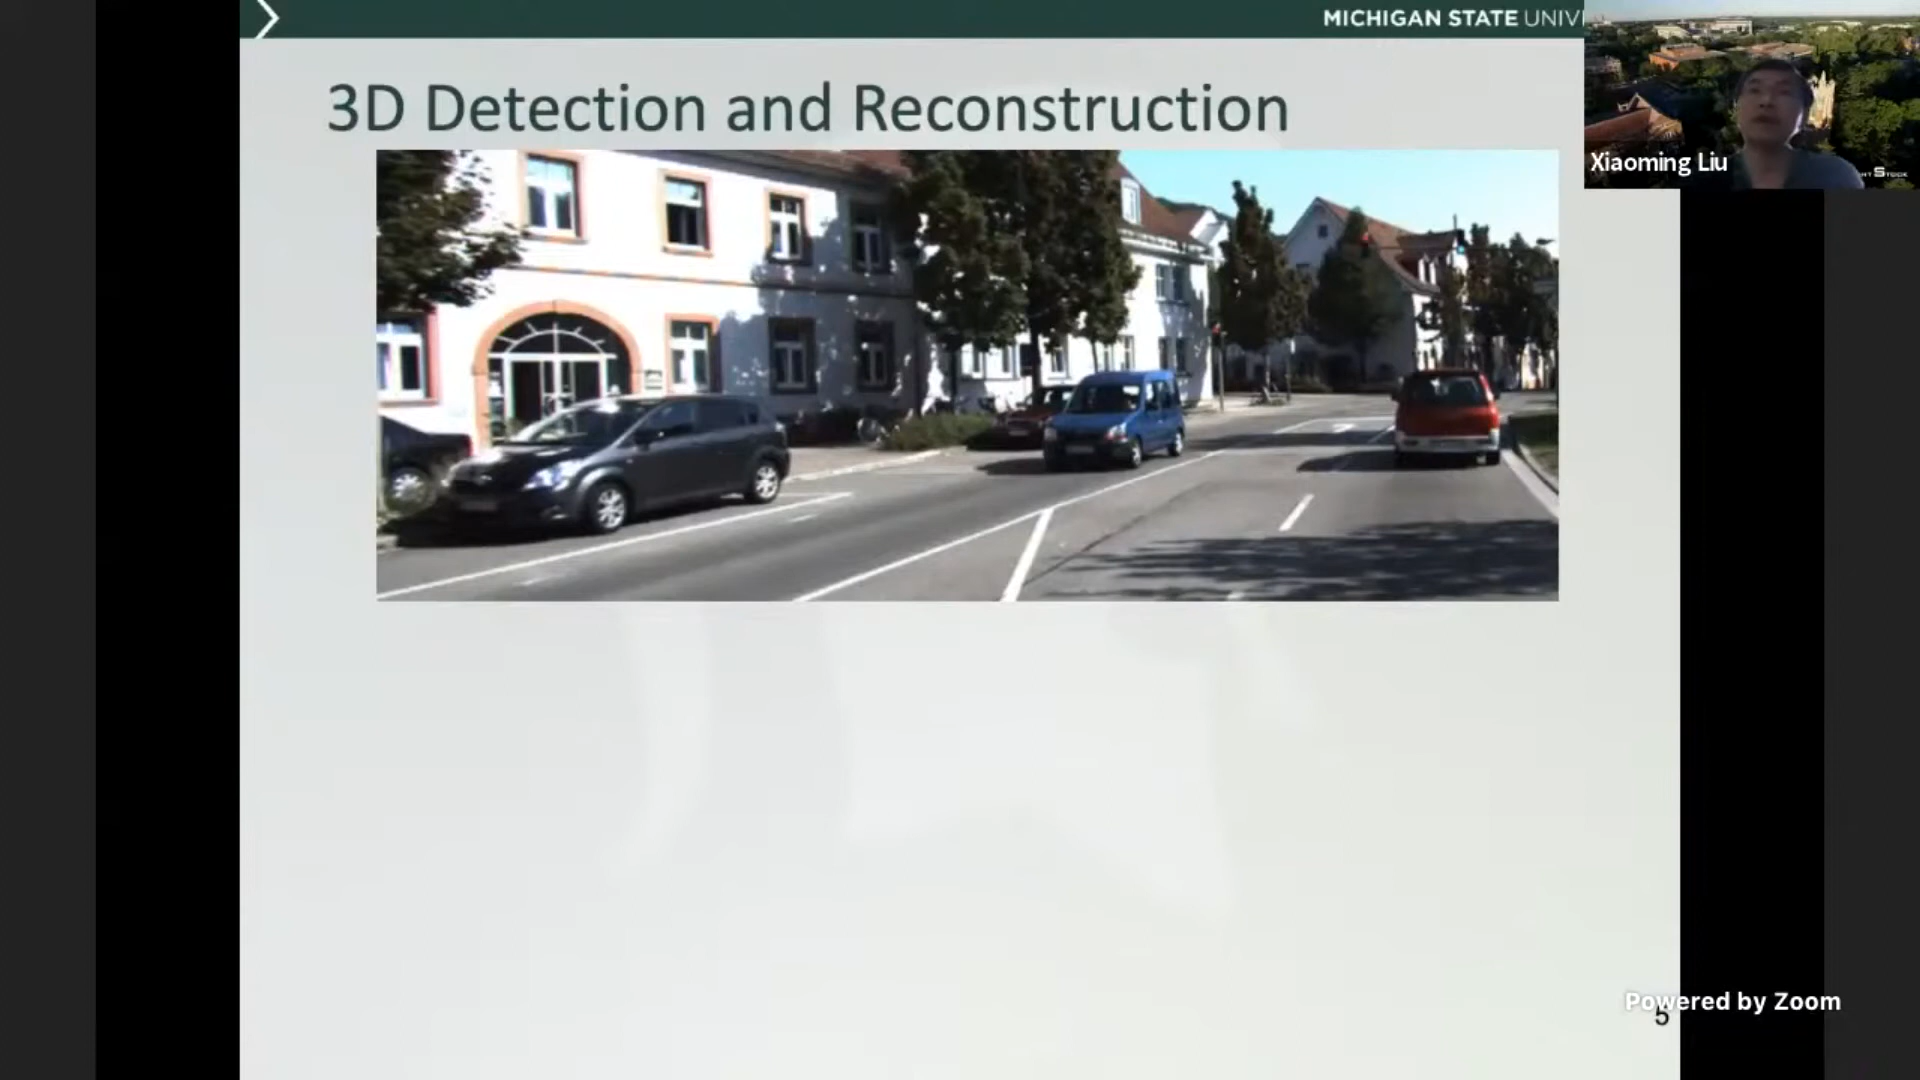 MICHIGAN STATE UNIV
3D Detection and Reconstruction
Xiaoming Liu
Powered by Zoom
5